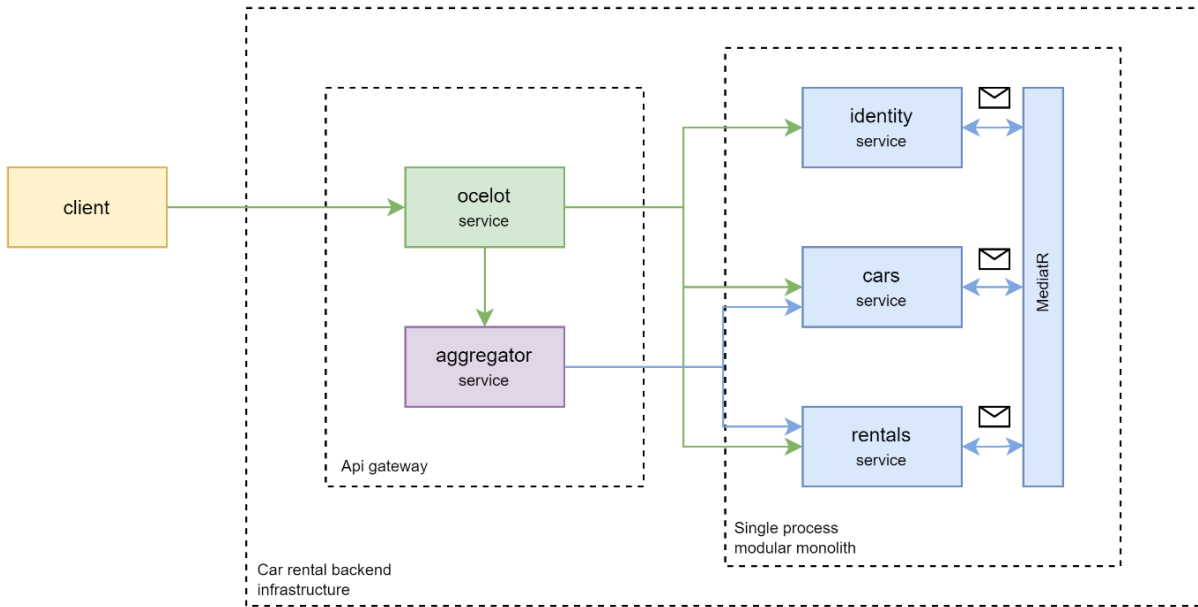 client
ocelot
service
aggregator
service
Api gateway
identity
service
cars
service
rentals
service
MediatR
Single process
modular monolith
Car rental backend
infrastructure